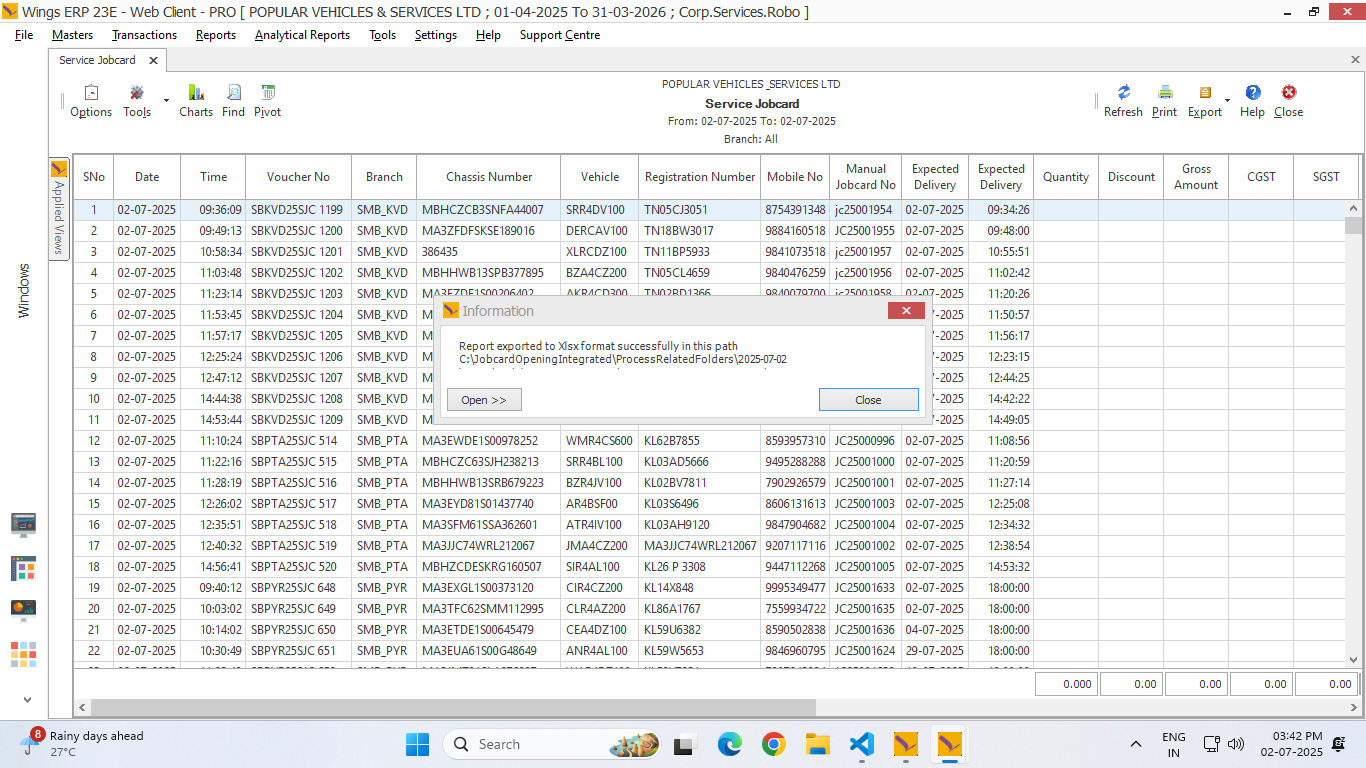 Wings ERP 23E - Web Client - PRO [ POPULAR VEHICLES & SERVICES LTD ; 01-04-2025 To 31-03-2026 ; Corp.Services.Robo ]
File Masters Transactions Reports Analytical Reports Tools Settings Help Support Centre
Service Jobcard
Options Tools Charts Find Pivot
POPULAR VEHICLES_SERVICES LTD
Service Jobcard
From: 02-07-2025 To: 02-07-2025
Branch: All
Refresh Print Export Help Close
Windows
Applied Views
SNo Date Time Voucher No Branch Chassis Number Vehicle Registration Number Mobile No Manual Jobcard No Expected Delivery Expected Delivery Quantity Discount Gross Amount CGST SGST
1 02-07-2025 09:36:09 SBKVD25SJC 1199 SMB_KVD MBHCZCB3SNFA44007 SRR4DV100 TN05CJ3051 8754391348 jc25001954 02-07-2025 09:34:26
2 02-07-2025 09:49:13 SBKVD25SJC 1200 SMB_KVD MA3ZFDFSKSE189016 DERCAV100 TN18BW3017 9884160518 JC25001955 02-07-2025 09:48:00
3 02-07-2025 10:58:34 SBKVD25SJC 1201 SMB_KVD 386435 XLRCDZ100 TN11BP5933 9841073518 jc25001957 02-07-2025 10:55:51
4 02-07-2025 11:03:48 SBKVD25SJC 1202 SMB_KVD MBHHWB13SPB377895 BZA4CZ200 TN05CL4659 9840476259 jc25001956 02-07-2025 11:02:42
5 02-07-2025 11:23:14 SBKVD25SJC 1203 SMB_KVD MA3EZDE1S00206402 AKR4CD300 TN02BD1366 9840079700 jc25001958 02-07-2025 11:20:26
6 02-07-2025 11:53:45 SBKVD25SJC 1204 SMB_KVD 11:50:57
7 02-07-2025 11:57:17 SBKVD25SJC 1205 SMB_KVD 11:56:17
8 02-07-2025 12:25:24 SBKVD25SJC 1206 SMB_KVD 12:23:15
9 02-07-2025 12:47:12 SBKVD25SJC 1207 SMB_KVD 12:44:25
10 02-07-2025 14:44:38 SBKVD25SJC 1208 SMB_KVD 14:42:22
11 02-07-2025 14:53:44 SBKVD25SJC 1209 SMB_KVD 14:49:05
Information
Report exported to Xlsx format successfully in this path
C:\JobcardOpeningIntegrated\ProcessRelatedFolders\2025-07-02
Open >> Close
12 02-07-2025 11:10:24 SBPTA25SJC 514 SMB_PTA MA3EWDE1S00978252 WMR4CS600 KL62B7855 8593957310 JC25000996 02-07-2025 11:08:56
13 02-07-2025 11:22:16 SBPTA25SJC 515 SMB_PTA MBHCZC63SJH238213 SRR4BL100 KL03AD5666 9495288288 JC25001000 02-07-2025 11:20:59
14 02-07-2025 11:28:19 SBPTA25SJC 516 SMB_PTA MBHHWB13SRB679223 BZR4JV100 KL02BV7811 7902926579 JC25001001 02-07-2025 11:27:14
15 02-07-2025 12:26:02 SBPTA25SJC 517 SMB_PTA MA3EYD81S01437740 AR4BSF00 KL03S6496 8606131613 JC25001003 02-07-2025 12:25:08
16 02-07-2025 12:35:51 SBPTA25SJC 518 SMB_PTA MA3SFM61SSA362601 ATR4IV100 KL03AH9120 9847904682 JC25001004 02-07-2025 12:34:32
17 02-07-2025 12:40:32 SBPTA25SJC 519 SMB_PTA MA3JJC74WRL212067 JMA4CZ200 MA3JJC74WRL212067 9207117116 JC25001002 02-07-2025 12:38:54
18 02-07-2025 14:56:41 SBPTA25SJC 520 SMB_PTA MBHZCDESKRG160507 SIR4AL100 KL26 P 3308 9447112268 JC25001005 02-07-2025 14:53:32
19 02-07-2025 09:40:12 SBPYR25SJC 648 SMB_PYR MA3EXGL1S00373120 CIR4CZ200 KL14X848 9995349477 JC25001633 02-07-2025 18:00:00
20 02-07-2025 10:03:02 SBPYR25SJC 649 SMB_PYR MA3TFC62SMM112995 CLR4AZ200 KL86A1767 7559934722 JC25001635 02-07-2025 18:00:00
21 02-07-2025 10:14:02 SBPYR25SJC 650 SMB_PYR MA3ETDE1S00645479 CEA4DZ100 KL59U6382 8590502838 JC25001636 04-07-2025 18:00:00
22 02-07-2025 10:30:49 SBPYR25SJC 651 SMB_PYR MA3EUA61S00G48649 ANR4AL100 KL59W5653 9846960795 JC25001624 29-07-2025 18:00:00
0.000 0.00 0.00 0.00 0.00
8
Rainy days ahead
27°C
Search
ENG
IN
03:42 PM
02-07-2025